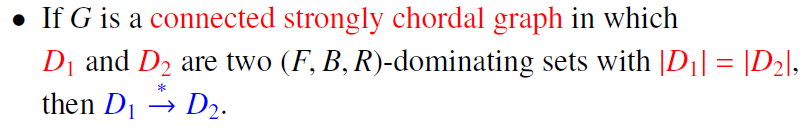 • If G is a connected strongly chordal graph in which
D₁ and D₂ are two (F, B, R)-dominating sets with |D₁| = |D₂|,
then D₁ →* D₂.